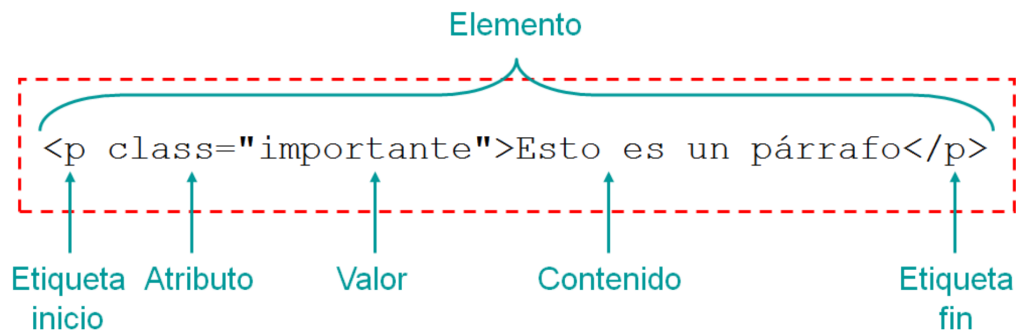 Elemento
<p class="importante">Esto es un párrafo</p>
Etiqueta Atributo Valor Contenido Etiqueta
inicio fin